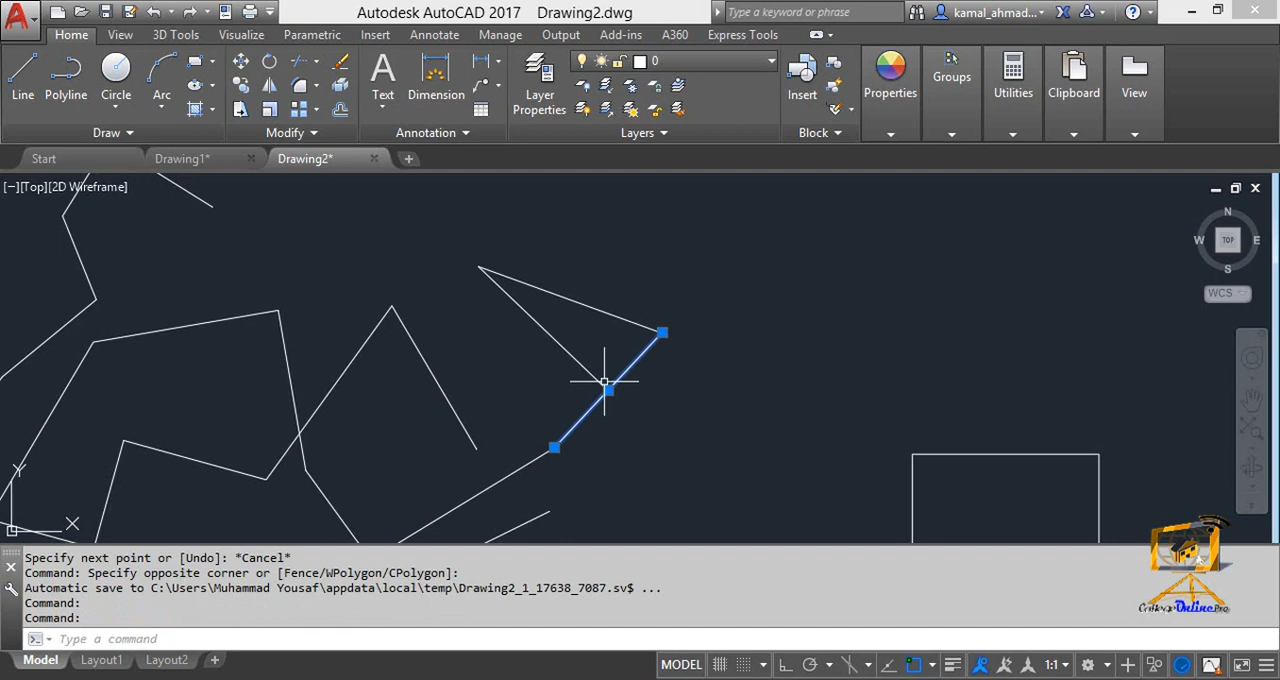 Autodesk AutoCAD 2017 Drawing2.dwg
Type a keyword or phrase
kamal_ahmad...
Home View 3D Tools Visualize Parametric Insert Annotate Manage Output Add-ins A360 Express Tools
Line Polyline Circle Arc
Text Dimension
Layer Properties
0
Insert
Properties Groups Utilities Clipboard View
Draw Modify Annotation Layers Block
Start Drawing1* Drawing2*
[−][Top][2D Wireframe]
N
W TOP E
S
WCS
Y
X
Specify next point or [Undo]: *Cancel*
Command: Specify opposite corner or [Fence/WPolygon/CPolygon]:
Automatic save to C:\Users\Muhammad Yousaf\appdata\local\temp\Drawing2_1_17638_7087.sv$ ...
Command:
Command:
Type a command
College Online Pro
Model Layout1 Layout2
MODEL 1:1